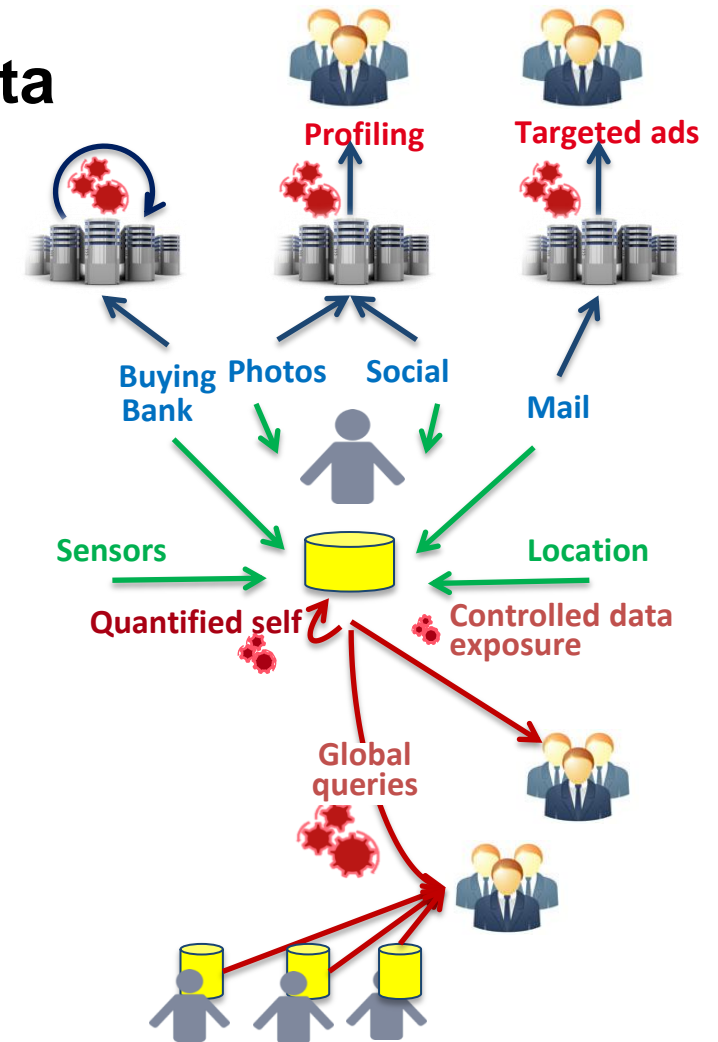 ta
Profiling
Targeted ads
Buying
Bank
Photos
Social
Mail
Sensors
Location
Quantified self
Controlled data
exposure
Global
queries